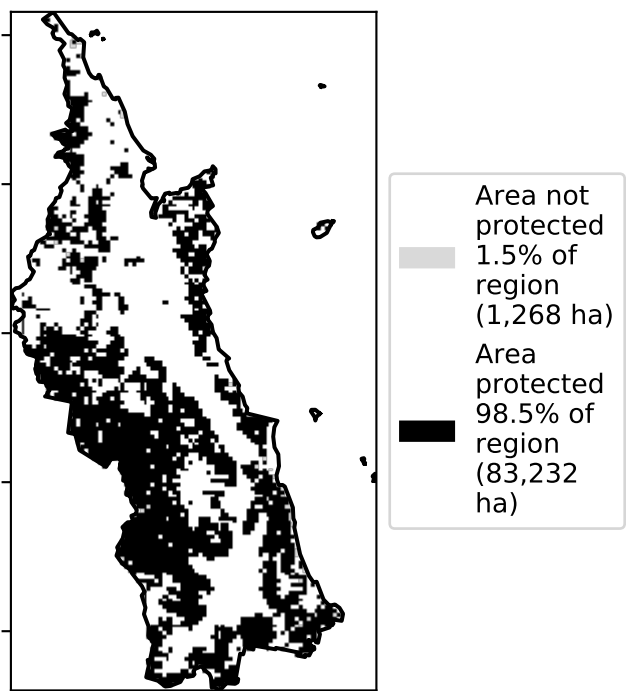 Area not
protected
1.5% of
region
(1,268 ha)
Area
protected
98.5% of
region
(83,232
ha)